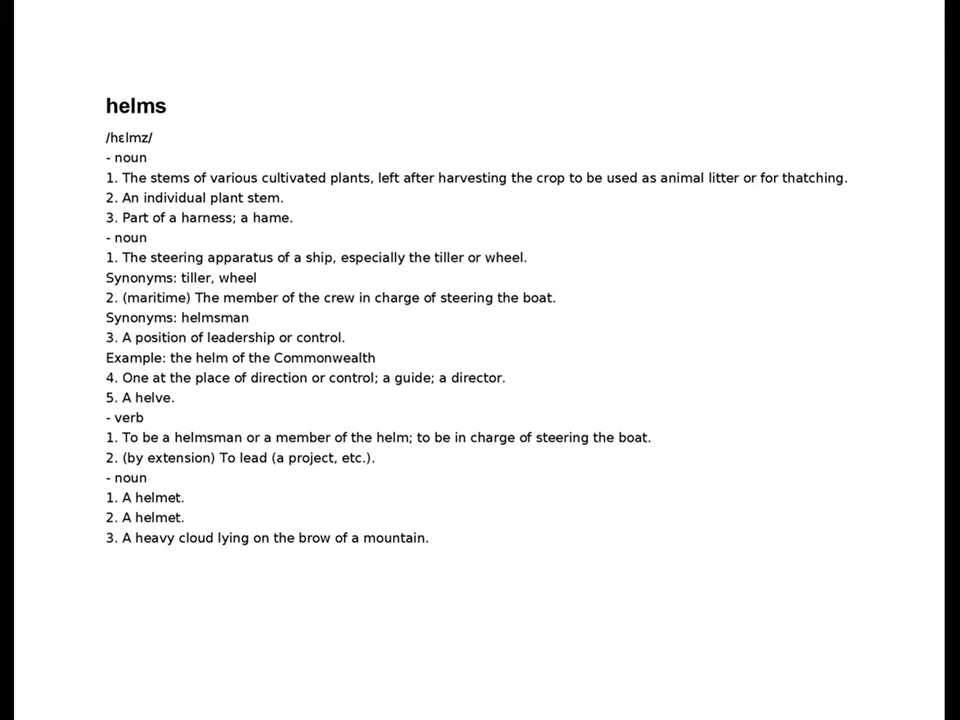 helms
/hɛlmz/
- noun
1. The stems of various cultivated plants, left after harvesting the crop to be used as animal litter or for thatching.
2. An individual plant stem.
3. Part of a harness; a hame.
- noun
1. The steering apparatus of a ship, especially the tiller or wheel.
Synonyms: tiller, wheel
2. (maritime) The member of the crew in charge of steering the boat.
Synonyms: helmsman
3. A position of leadership or control.
Example: the helm of the Commonwealth
4. One at the place of direction or control; a guide; a director.
5. A helve.
- verb
1. To be a helmsman or a member of the helm; to be in charge of steering the boat.
2. (by extension) To lead (a project, etc.).
- noun
1. A helmet.
2. A helmet.
3. A heavy cloud lying on the brow of a mountain.